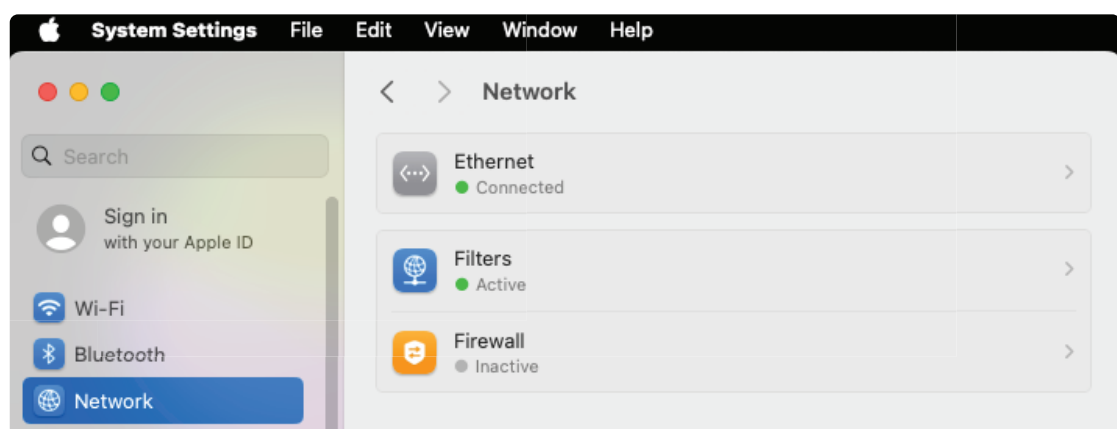 System Settings File Edit View Window Help
Network
Search
Sign in
with your Apple ID
Wi-Fi
Bluetooth
Network
Ethernet
Connected
Filters
Active
Firewall
Inactive